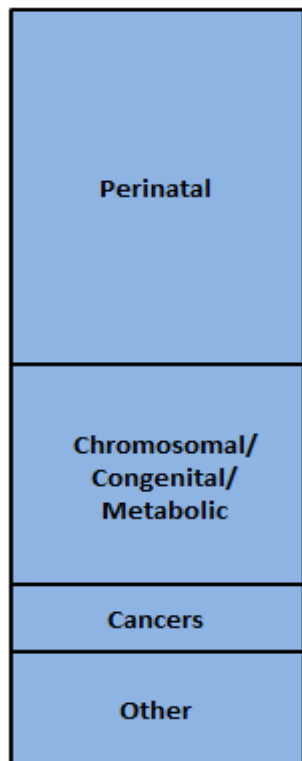 Perinatal
Chromosomal/
Congenital/
Metabolic
Cancers
Other